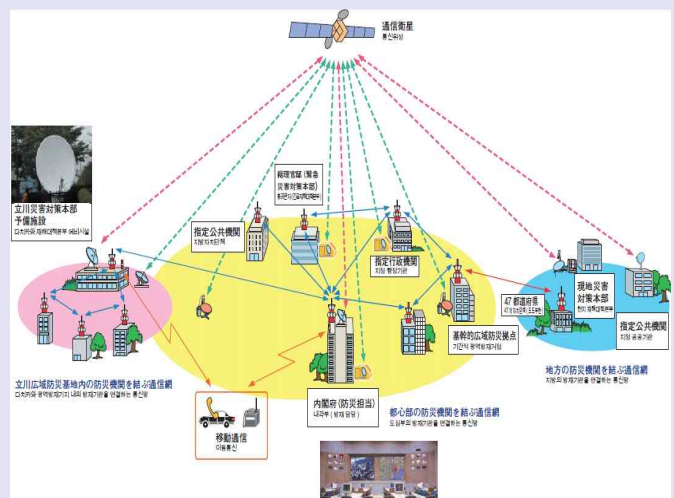 通信衛星
통신위성
立川災害対策本部
予備施設
다치카와 재해대책본부 예비시설
総理官邸(緊急
災害対策本部)
指定公共機関
指定行政機関
지정 행정기관
基幹的広域防災拠点
기간적 광역방재거점
47 都道府県
現地災害
対策本部
현지 재해대책본부
指定公共機関
지정 공공기관
立川広域防災基地内の防災機関を結ぶ通信網
다치카와 광역방재기지 내의 방재기관을 연결하는 통신망
内閣府(防災担当)
내각부 (방재 담당)
都心部の防災機関を結ぶ通信網
도심부의 방재기관을 연결하는 통신망
地方の防災機関を結ぶ通信網
지방의 방재기관을 연결하는 통신망
移動通信
이동통신